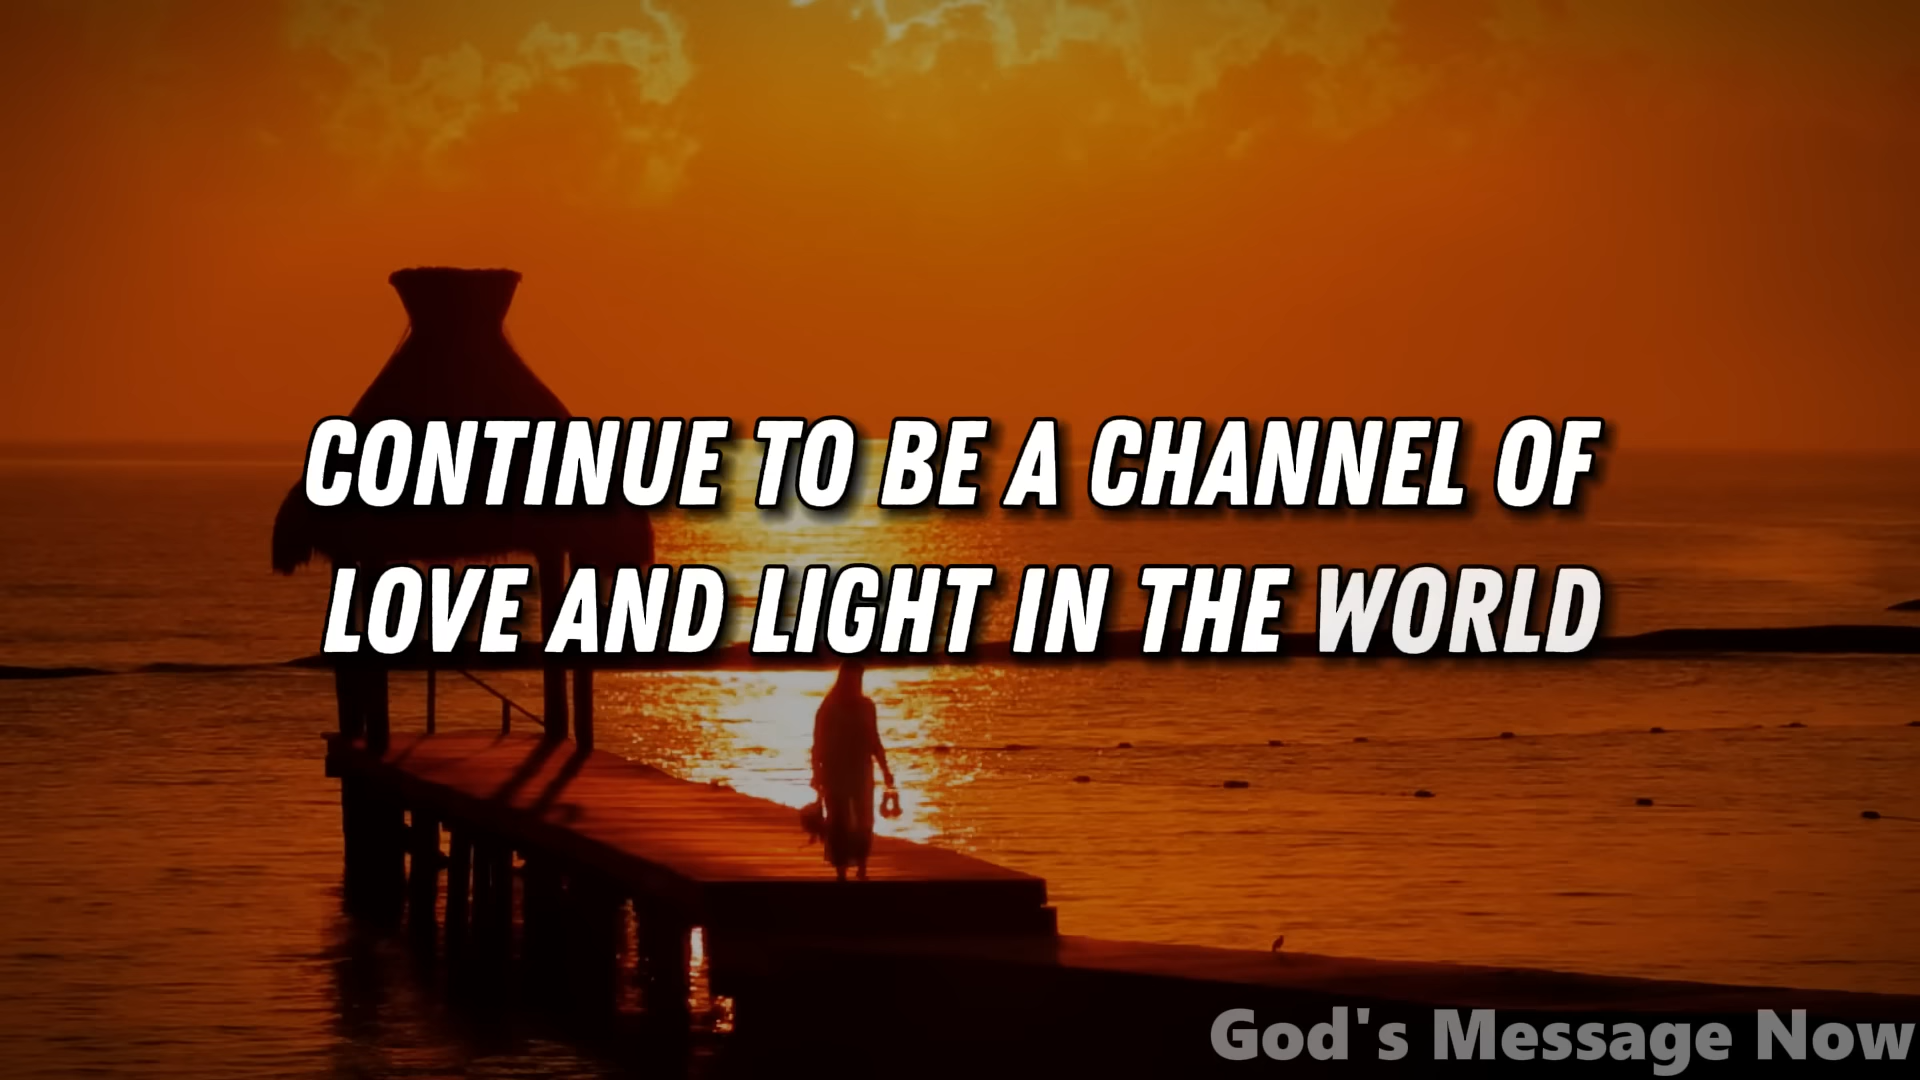 CONTINUE TO BE A CHANNEL OF
LOVE AND LIGHT IN THE WORLD
God's Message Now